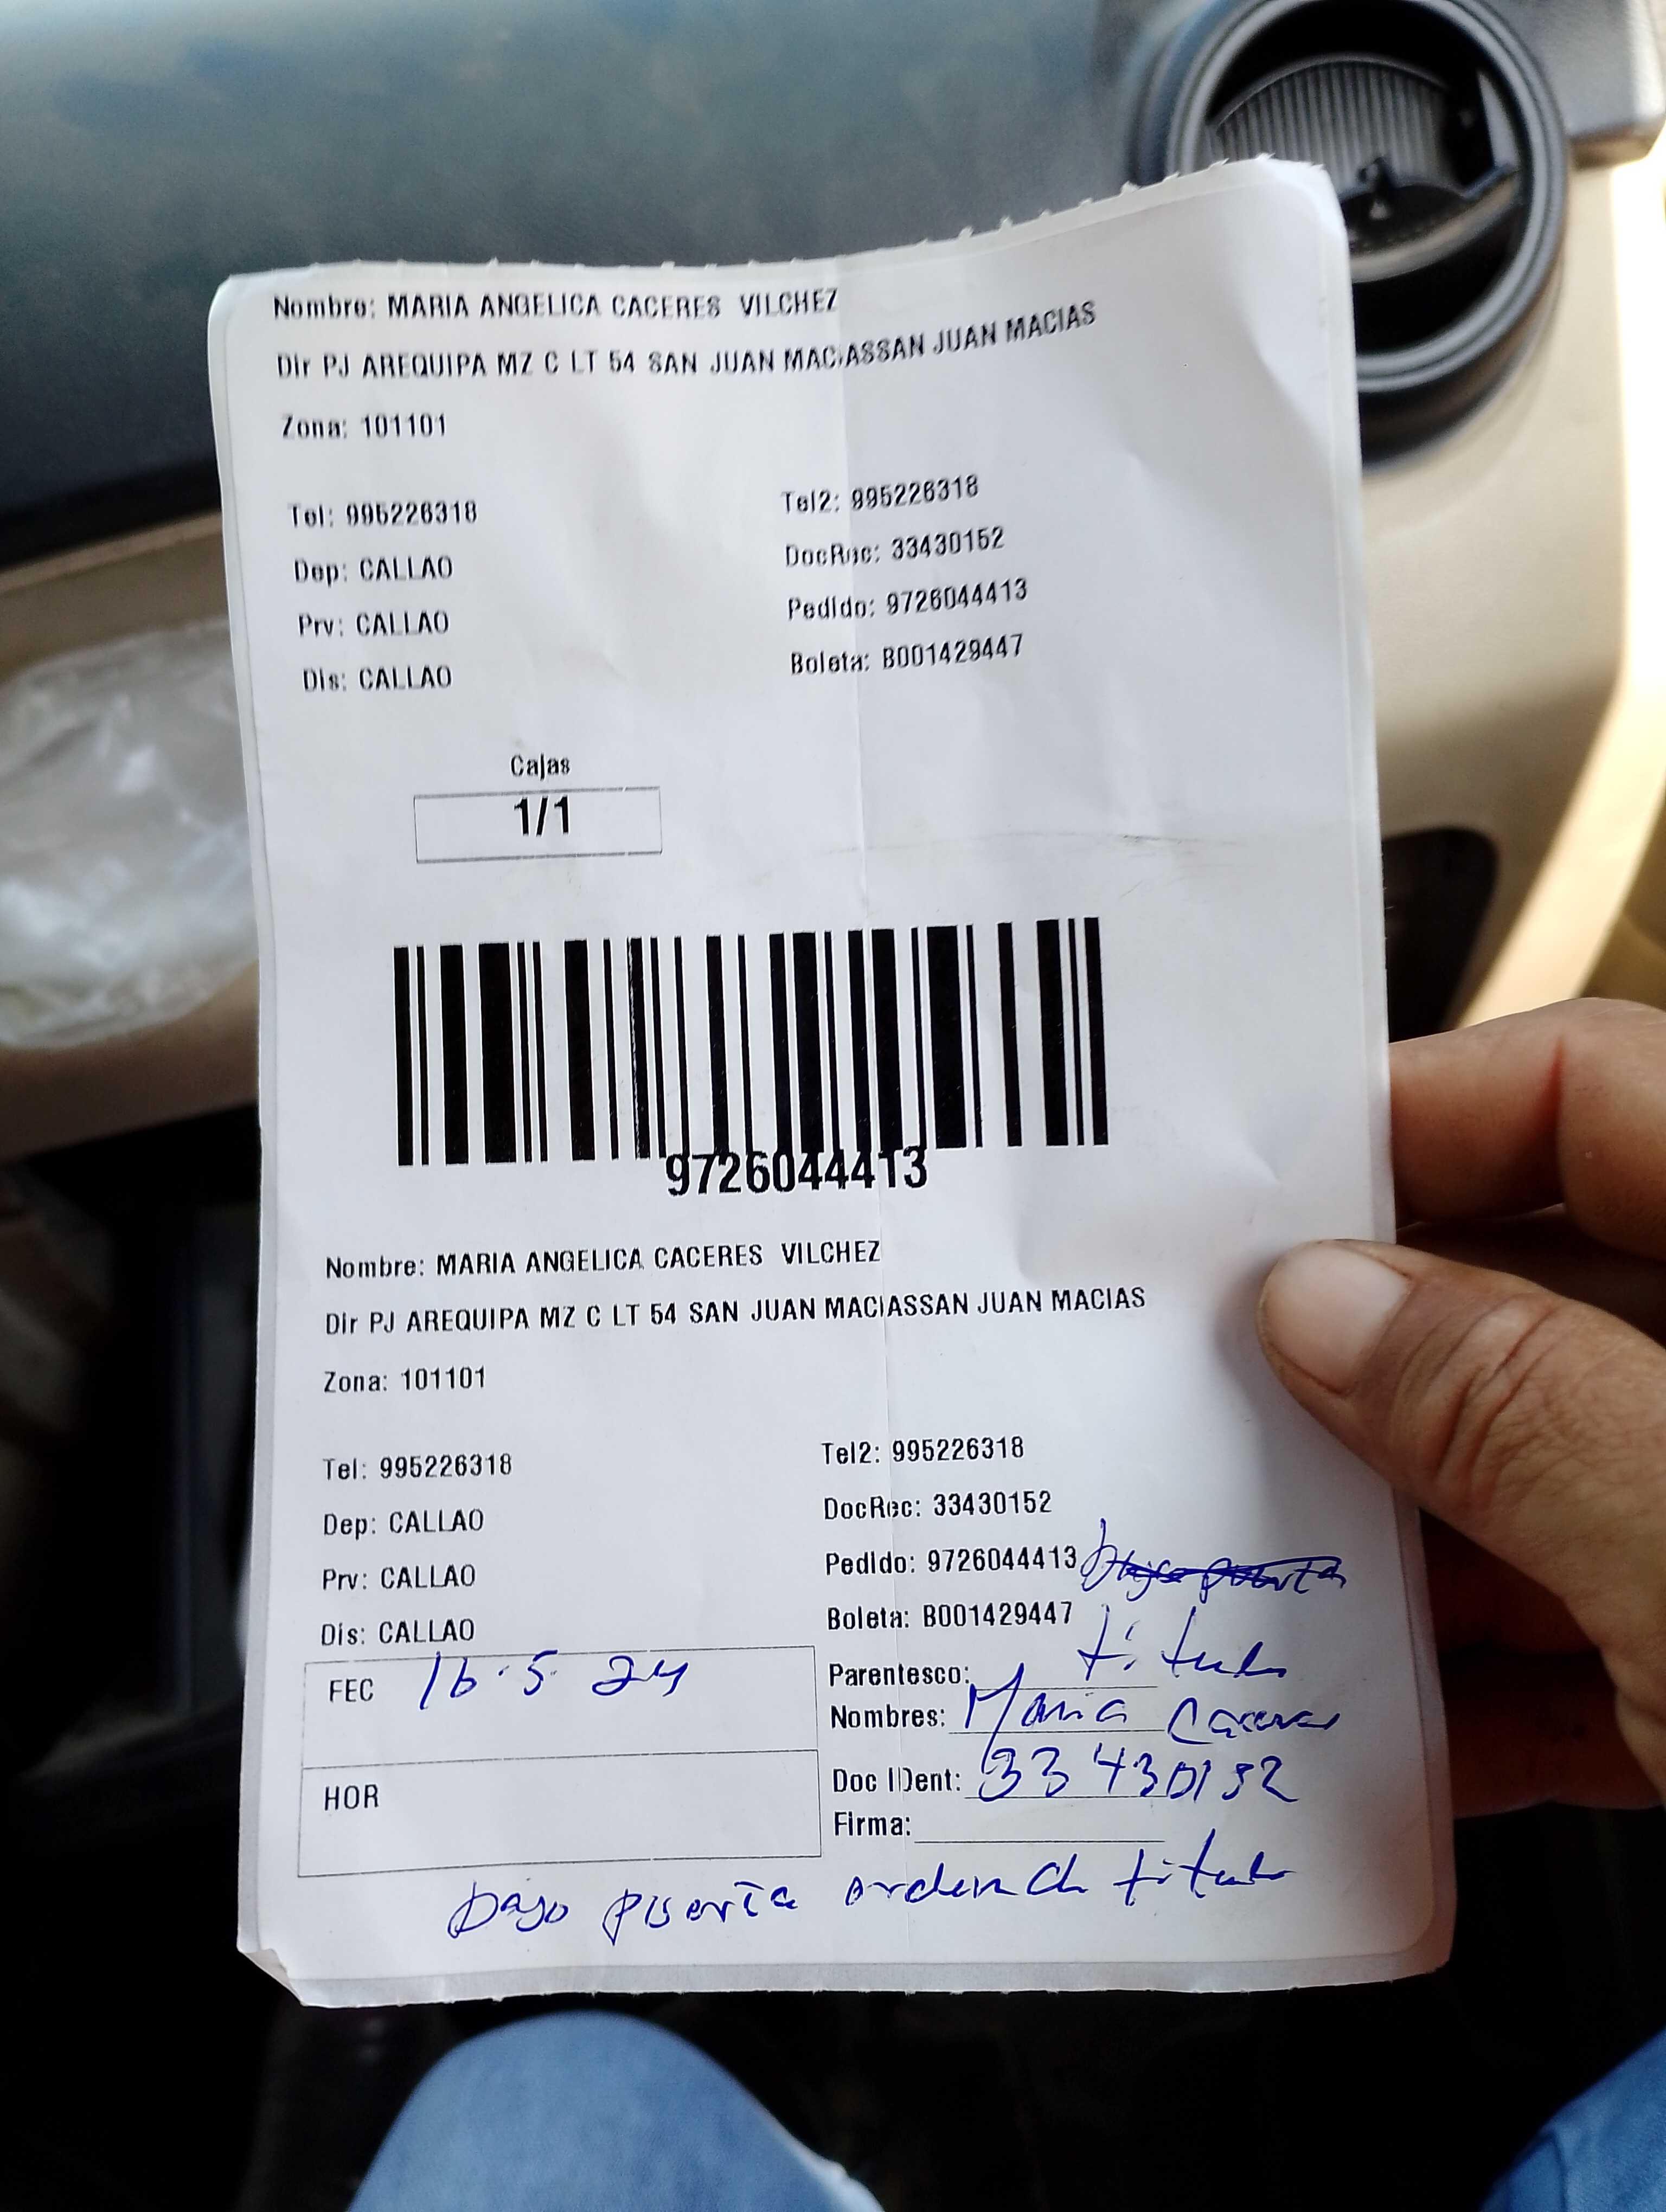 Nombre: MARIA ANGELICA CACERES VILCHEZ
Dir PJ AREQUIPA MZ C LT 54 SAN JUAN MACIASSAN JUAN MACIAS
Zona: 101101
Tel: 995226318 Tel2: 995226318
Dep: CALLAO DocRec: 33430152
Prv: CALLAO Pedido: 9726044413
Dis: CALLAO Boleta: B001429447
Cajas
1/1
9726044413
Nombre: MARIA ANGELICA CACERES VILCHEZ
Dir PJ AREQUIPA MZ C LT 54 SAN JUAN MACIASSAN JUAN MACIAS
Zona: 101101
Tel: 995226318 Tel2: 995226318
Dep: CALLAO DocRec: 33430152
Prv: CALLAO Pedido: 9726044413
Dis: CALLAO Boleta: B001429447
FEC 16·5·24 Parentesco: titular
Nombres: Maria Caceres
HOR Doc IDent: 33430152
Firma:
bajo puerta orden de titular